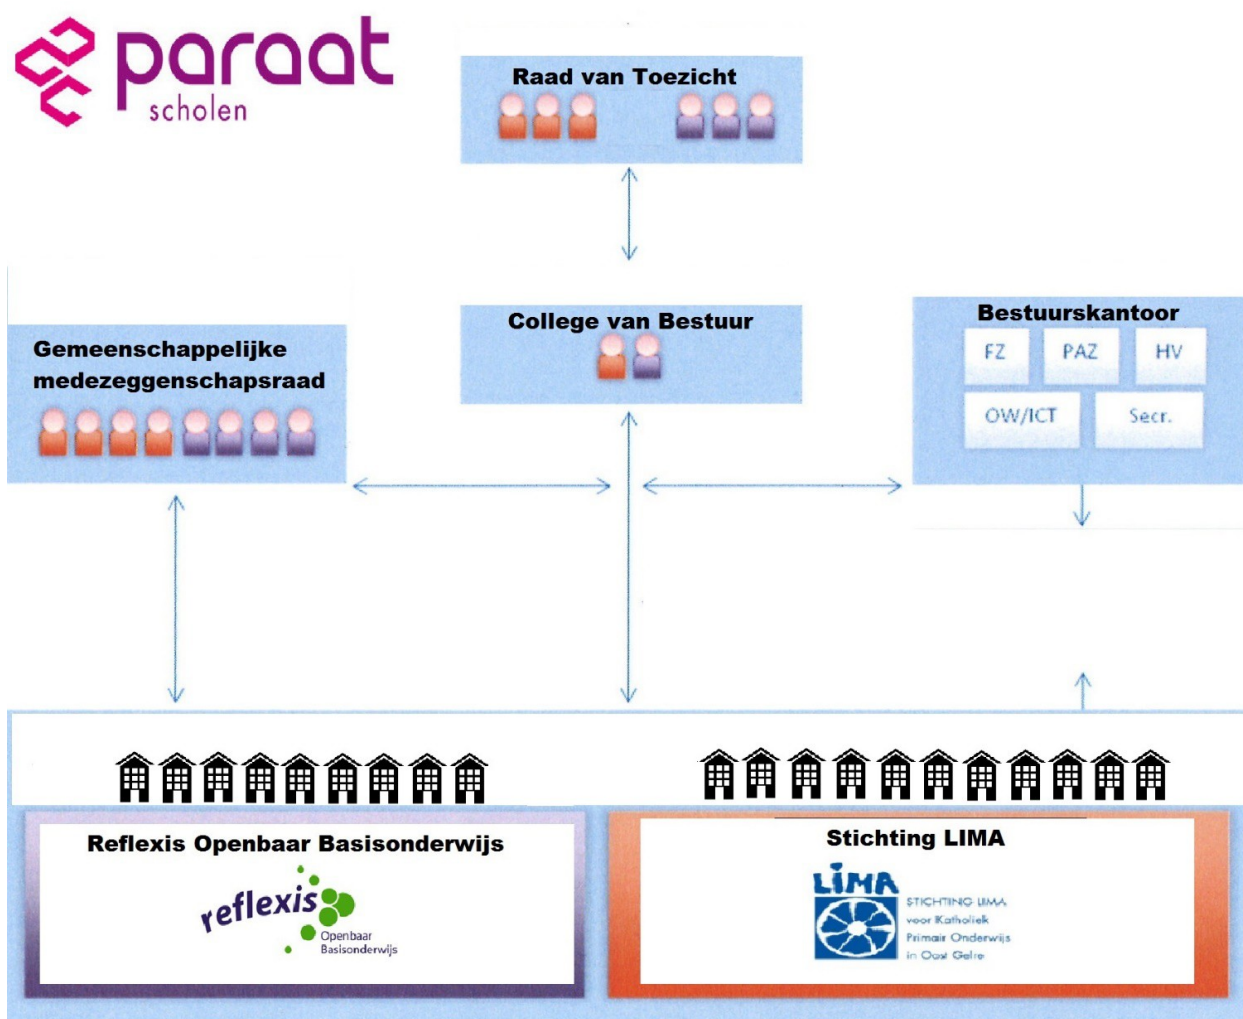 paraat
scholen
Raad van Toezicht
College van Bestuur
Bestuurskantoor
FZ PAZ HV
OW/ICT Secr.
Gemeenschappelijke
medezeggenschapsraad
Reflexis Openbaar Basisonderwijs
reflexis
Openbaar
Basisonderwijs
Stichting LIMA
LIMA
STICHTING LIMA
voor Katholiek
Primair Onderwijs
in Oost Gelre